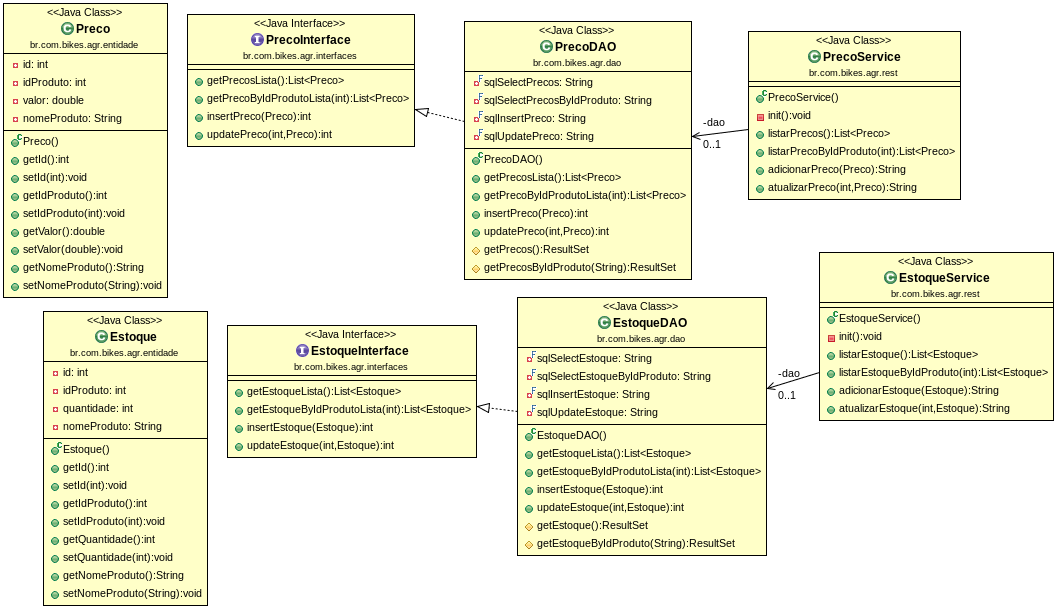 <<Java Class>>
Preco
br.com.bikes.agr.entidade
id: int
idProduto: int
valor: double
nomeProduto: String
Preco()
getId():int
setId(int):void
getIdProduto():int
setIdProduto(int):void
getValor():double
setValor(double):void
getNomeProduto():String
setNomeProduto(String):void
<<Java Interface>>
PrecoInterface
br.com.bikes.agr.interfaces
getPrecosLista():List<Preco>
getPrecoByIdProdutoLista(int):List<Preco>
insertPreco(Preco):int
updatePreco(int,Preco):int
<<Java Class>>
PrecoDAO
br.com.bikes.agr.dao
sqlSelectPrecos: String
sqlSelectPrecosByIdProduto: String
sqlInsertPreco: String
sqlUpdatePreco: String
PrecoDAO()
getPrecosLista():List<Preco>
getPrecoByIdProdutoLista(int):List<Preco>
insertPreco(Preco):int
updatePreco(int,Preco):int
getPrecos():ResultSet
getPrecosByIdProduto(String):ResultSet
-dao
0..1
<<Java Class>>
PrecoService
br.com.bikes.agr.rest
PrecoService()
init():void
listarPrecos():List<Preco>
listarPrecoByIdProduto(int):List<Preco>
adicionarPreco(Preco):String
atualizarPreco(int,Preco):String
<<Java Class>>
Estoque
br.com.bikes.agr.entidade
id: int
idProduto: int
quantidade: int
nomeProduto: String
Estoque()
getId():int
setId(int):void
getIdProduto():int
setIdProduto(int):void
getQuantidade():int
setQuantidade(int):void
getNomeProduto():String
setNomeProduto(String):void
<<Java Interface>>
EstoqueInterface
br.com.bikes.agr.interfaces
getEstoqueLista():List<Estoque>
getEstoqueByIdProdutoLista(int):List<Estoque>
insertEstoque(Estoque):int
updateEstoque(int,Estoque):int
<<Java Class>>
EstoqueDAO
br.com.bikes.agr.dao
sqlSelectEstoque: String
sqlSelectEstoqueByIdProduto: String
sqlInsertEstoque: String
sqlUpdateEstoque: String
EstoqueDAO()
getEstoqueLista():List<Estoque>
getEstoqueByIdProdutoLista(int):List<Estoque>
insertEstoque(Estoque):int
updateEstoque(int,Estoque):int
getEstoque():ResultSet
getEstoqueByIdProduto(String):ResultSet
-dao
0..1
<<Java Class>>
EstoqueService
br.com.bikes.agr.rest
EstoqueService()
init():void
listarEstoque():List<Estoque>
listarEstoqueByIdProduto(int):List<Estoque>
adicionarEstoque(Estoque):String
atualizarEstoque(int,Estoque):String